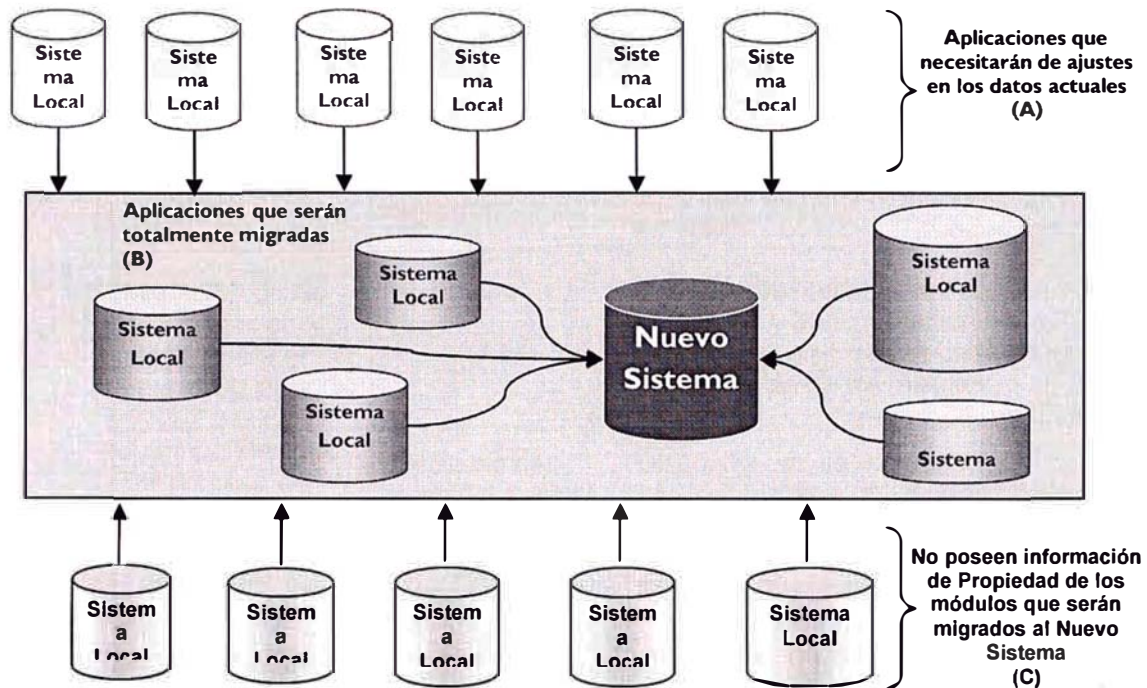 Siste
ma
Local
Siste
ma
Local
Siste
ma
Local
Siste
ma
Local
Siste
ma
Local
Siste
ma
Local
Aplicaciones que
necesitarán de ajustes
en los datos actuales
(A)
Aplicaciones que serán
totalmente migradas
(B)
Sistema
Local
Sistema
Local
Sistema
Local
Nuevo
Sistema
Sistema
Local
Sistema
Sistem
a
Local
Sistem
a
Local
Sistem
a
Local
Sistem
a
Local
Sistema
Local
No poseen información
de Propiedad de los
módulos que serán
migrados al Nuevo
Sistema
(C)